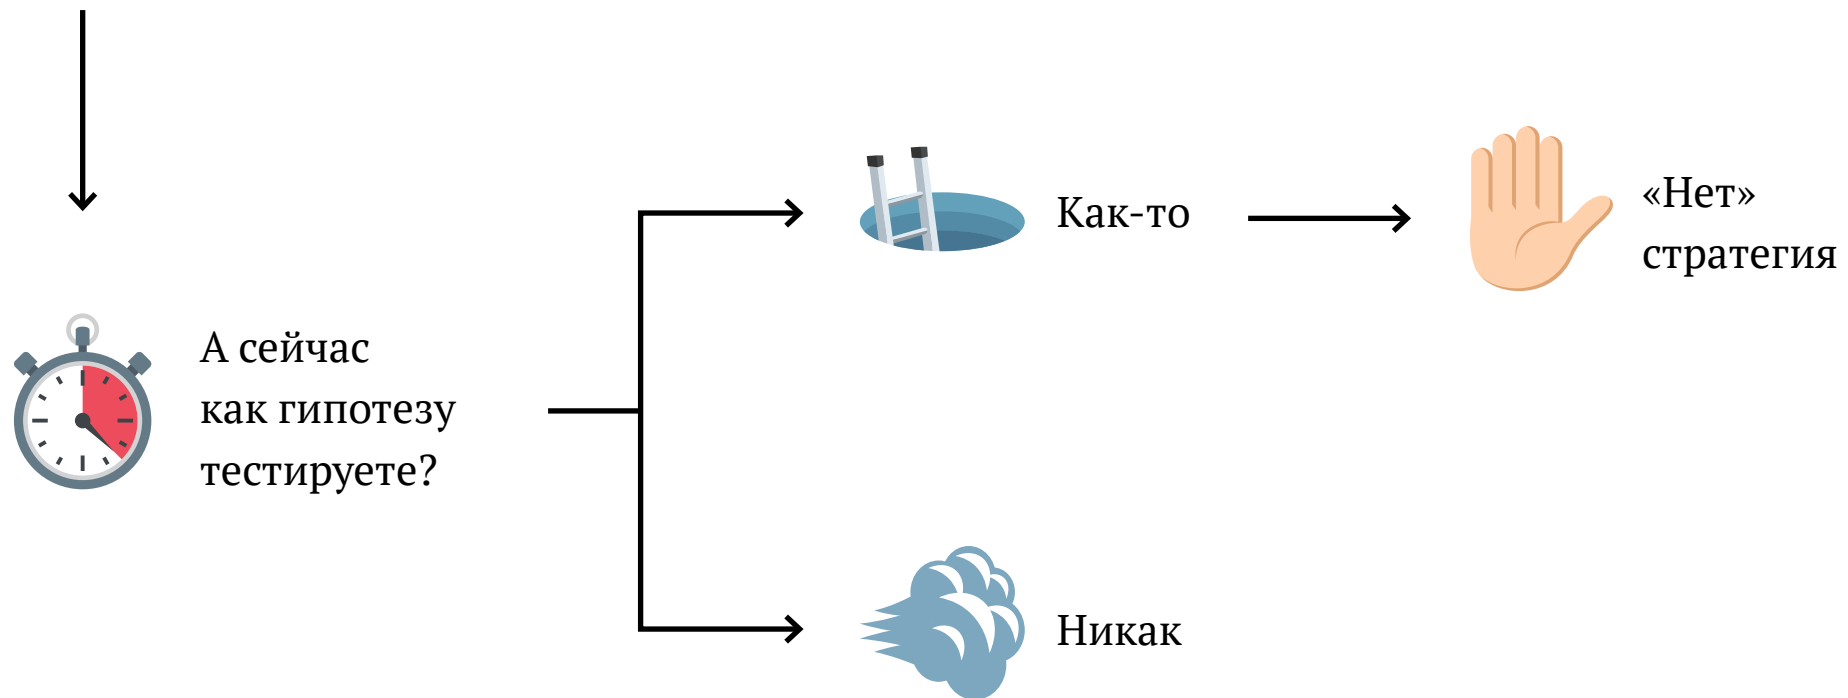 А сейчас
как гипотезу
тестируете?
Как-то
«Нет»
стратегия
Никак